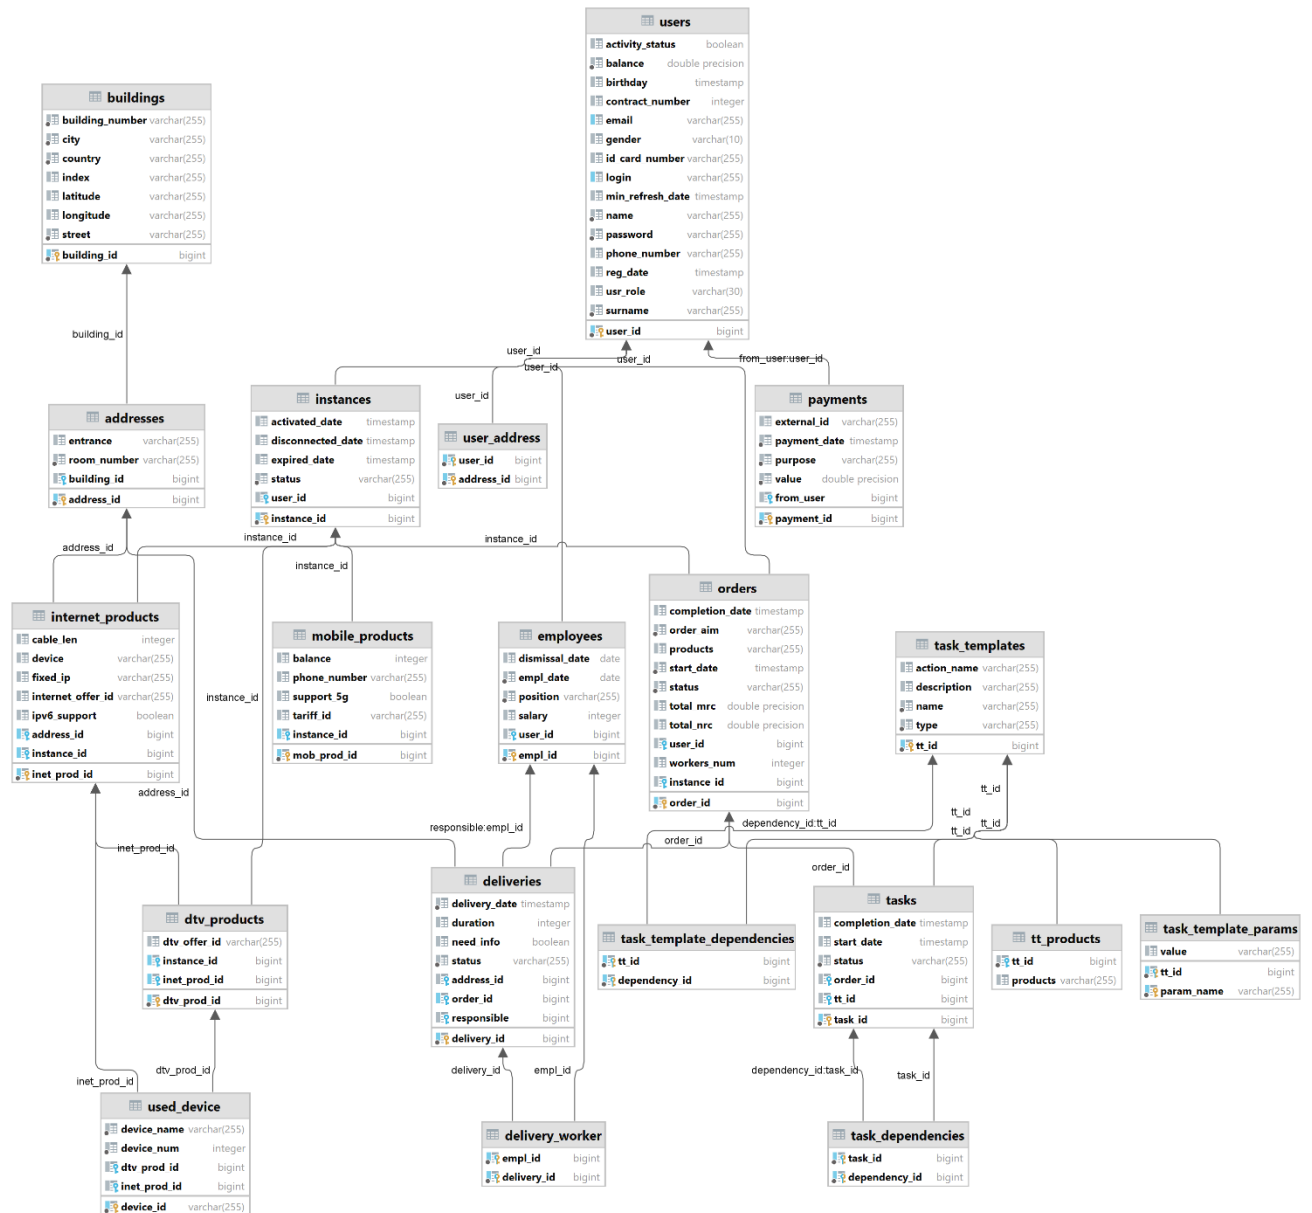 users
activity_status boolean
balance double precision
birthday timestamp
contract_number integer
email varchar(255)
gender varchar(10)
id_card_number varchar(255)
login varchar(255)
min_refresh_date timestamp
name varchar(255)
password varchar(255)
phone_number varchar(255)
reg_date timestamp
usr_role varchar(30)
surname varchar(255)
user_id bigint
buildings
building_number varchar(255)
city varchar(255)
country varchar(255)
index varchar(255)
latitude varchar(255)
longitude varchar(255)
street varchar(255)
building_id bigint
building_id
user_id
user_id
user_id
from_user:user_id
user_id
addresses
entrance varchar(255)
room_number varchar(255)
building_id bigint
address_id bigint
instances
activated_date timestamp
disconnected_date timestamp
expired_date timestamp
status varchar(255)
user_id bigint
instance_id bigint
user_address
user_id bigint
address_id bigint
payments
external_id varchar(255)
payment_date timestamp
purpose varchar(255)
value double precision
from_user bigint
payment_id bigint
address_id
instance_id
instance_id
instance_id
internet_products
cable_len integer
device varchar(255)
fixed_ip varchar(255)
internet_offer_id varchar(255)
ipv6_support boolean
address_id bigint
instance_id bigint
inet_prod_id bigint
instance_id
mobile_products
balance integer
phone_number varchar(255)
support_5g boolean
tariff_id varchar(255)
instance_id bigint
mob_prod_id bigint
employees
dismissal_date date
empl_date date
position varchar(255)
salary integer
user_id bigint
empl_id bigint
orders
completion_date timestamp
order_aim varchar(255)
products varchar(255)
start_date timestamp
status varchar(255)
total_mrc double precision
total_nrc double precision
user_id bigint
workers_num integer
instance_id bigint
order_id bigint
task_templates
action_name varchar(255)
description varchar(255)
name varchar(255)
type varchar(255)
tt_id bigint
address_id
inet_prod_id
responsible:empl_id
order_id
dependency_id:tt_id
tt_id
tt_id
tt_id
tt_id
order_id
dtv_products
dtv_offer_id varchar(255)
instance_id bigint
inet_prod_id bigint
dtv_prod_id bigint
deliveries
delivery_date timestamp
duration integer
need_info boolean
status varchar(255)
address_id bigint
order_id bigint
responsible bigint
delivery_id bigint
task_template_dependencies
tt_id bigint
dependency_id bigint
tasks
completion_date timestamp
start_date timestamp
status varchar(255)
order_id bigint
tt_id bigint
task_id bigint
tt_products
tt_id bigint
products varchar(255)
task_template_params
value varchar(255)
tt_id bigint
param_name varchar(255)
inet_prod_id
dtv_prod_id
delivery_id
empl_id
dependency_id:task_id
task_id
used_device
device_name varchar(255)
device_num integer
dtv_prod_id bigint
inet_prod_id bigint
device_id varchar(255)
delivery_worker
empl_id bigint
delivery_id bigint
task_dependencies
task_id bigint
dependency_id bigint